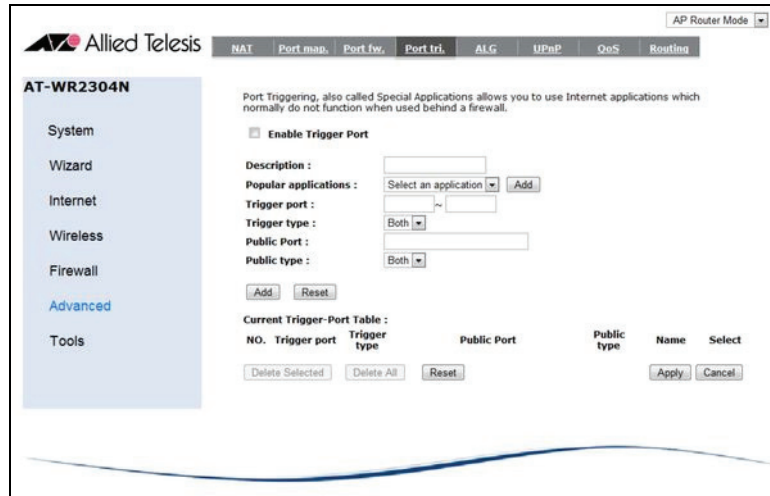 AP Router Mode
Allied Telesis
NAT Port map. Port fw. Port tri. ALG UPnP QoS Routing
AT-WR2304N
System
Wizard
Internet
Wireless
Firewall
Advanced
Tools
Port Triggering, also called Special Applications allows you to use Internet applications which
normally do not function when used behind a firewall.
Enable Trigger Port
Description :
Popular applications : Select an application Add
Trigger port : ~
Trigger type : Both
Public Port :
Public type : Both
Add Reset
Current Trigger-Port Table :
NO. Trigger port Trigger type Public Port Public type Name Select
Delete Selected Delete All Reset Apply Cancel